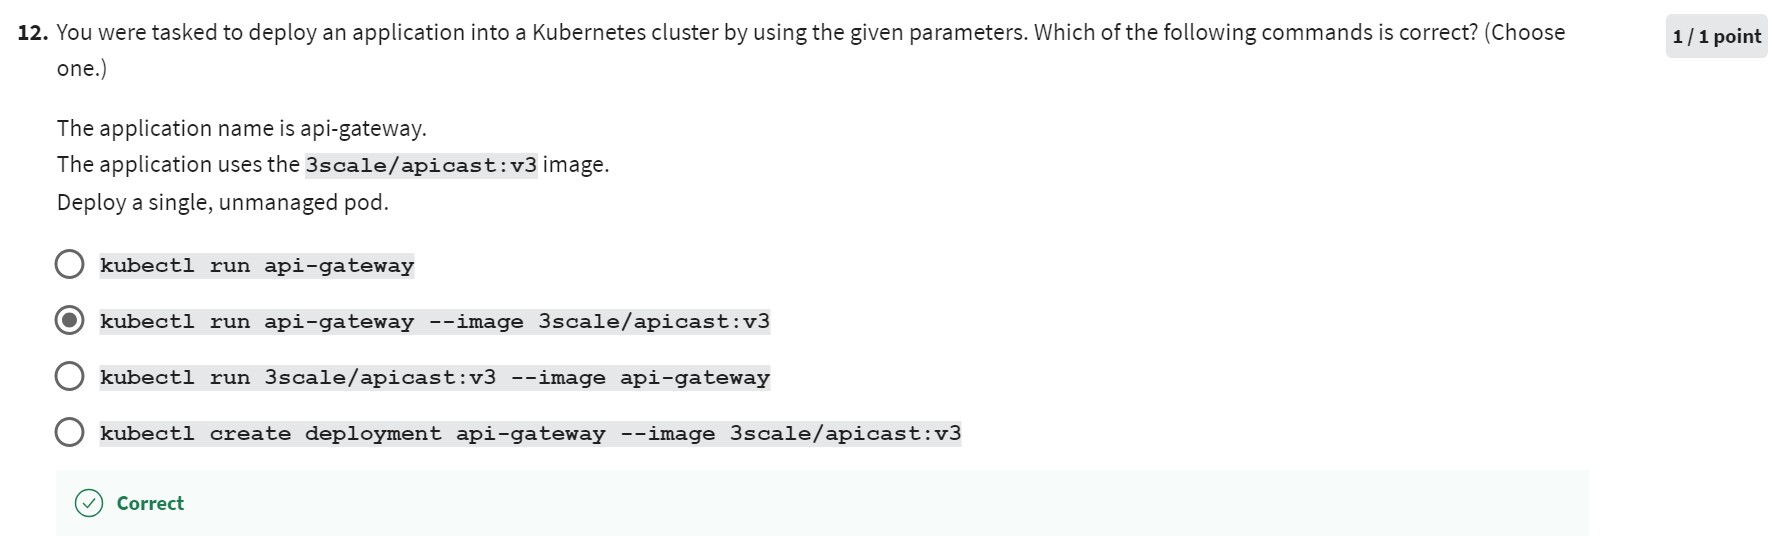 12. You were tasked to deploy an application into a Kubernetes cluster by using the given parameters. Which of the following commands is correct? (Choose
one.)
1 / 1 point
The application name is api-gateway.
The application uses the 3scale/apicast:v3 image.
Deploy a single, unmanaged pod.
kubectl run api-gateway
kubectl run api-gateway --image 3scale/apicast:v3
kubectl run 3scale/apicast:v3 --image api-gateway
kubectl create deployment api-gateway --image 3scale/apicast:v3
Correct